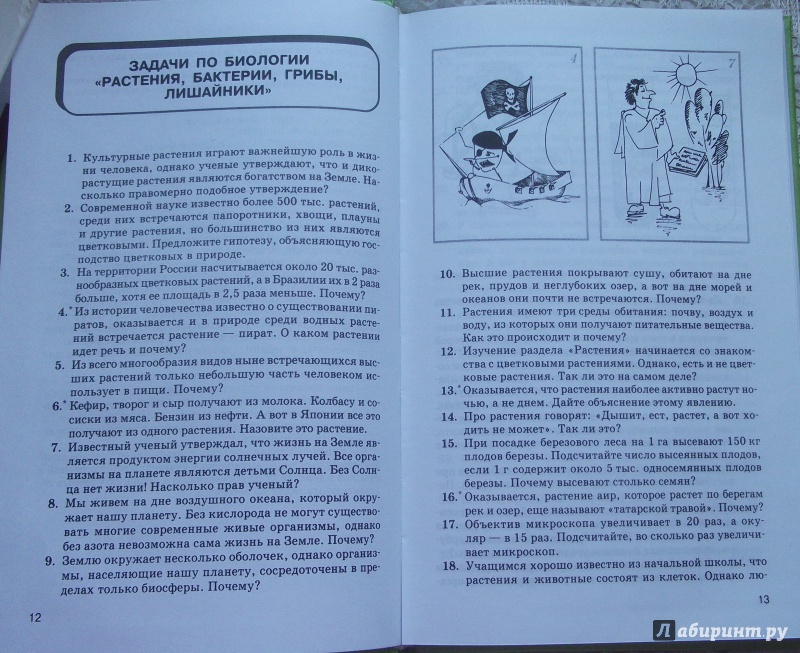 ЗАДАЧИ ПО БИОЛОГИИ
«РАСТЕНИЯ, БАКТЕРИИ, ГРИБЫ,
ЛИШАЙНИКИ»
1. Культурные растения играют важнейшую роль в жиз-
ни человека, однако ученые утверждают, что и дико-
растущие растения являются богатством на Земле. На-
сколько правомерно подобное утверждение?
2. Современной науке известно более 500 тыс. растений,
среди них встречаются папоротники, хвощи, плауны
и другие растения, но большинство из них являются
цветковыми. Предложите гипотезу, объясняющую гос-
подство цветковых в природе.
3. На территории России насчитывается около 20 тыс. раз-
нообразных цветковых растений, а в Бразилии их в 2 раза
больше, хотя ее площадь в 2,5 раза меньше. Почему?
4.* Из истории человечества известно о существовании пи-
ратов, оказывается и в природе среди водных расте-
ний встречается растение — пират. О каком растении
идет речь и почему?
5. Из всего многообразия видов ныне встречающихся выс-
ших растений только небольшую часть человеком ис-
пользует в пищи. Почему?
6.* Кефир, творог и сыр получают из молока. Колбасу и со-
сиски из мяса. Бензин из нефти. А вот в Японии все это
получают из одного растения. Назовите это растение.
7. Известный ученый утверждал, что жизнь на Земле яв-
ляется продуктом энергии солнечных лучей. Все орга-
низмы на планете являются детьми Солнца. Без Солн-
ца нет жизни! Насколько прав ученый?
8. Мы живем на дне воздушного океана, который окру-
жает нашу планету. Без кислорода не могут существо-
вать многие современные живые организмы, однако
без азота невозможна сама жизнь на Земле. Почему?
9. Землю окружает несколько оболочек, однако организ-
мы, населяющие нашу планету, сосредоточены в пре-
делах только биосферы. Почему?
12
4
7
10. Высшие растения покрывают сушу, обитают на дне
рек, прудов и неглубоких озер, а вот на дне морей и
океанов они почти не встречаются. Почему?
11. Растения имеют три среды обитания: почву, воздух и
воду, из которых они получают питательные вещества.
Как это происходит и почему?
12. Изучение раздела «Растения» начинается со знаком-
ства с цветковыми растениями. Однако, есть и не цвет-
ковые растения. Так ли это на самом деле?
13.* Оказывается, что растения наиболее активно растут но-
чью, а не днем. Дайте объяснение этому явлению.
14. Про растения говорят: «Дышит, ест, растет, а вот хо-
дить не может». Так ли это?
15. При посадке березового леса на 1 га высевают 150 кг
плодов березы. Подсчитайте число высеянных плодов,
если 1 г содержит около 5 тыс. односемянных плодов
березы. Почему высевают столько семян?
16.* Оказывается, растение аир, которое растет по берегам
рек и озер, еще называют «татарской травой». Почему?
17. Объектив микроскопа увеличивает в 20 раз, а оку-
ляр — в 15 раз. Подсчитайте, во сколько раз увеличи-
вает микроскоп.
18. Учащимся хорошо известно из начальной школы, что
растения и животные состоят из клеток. Однако лю-
13
Лабиринт.ру